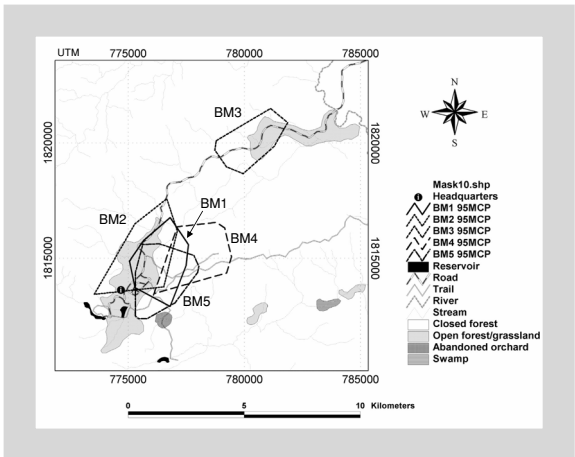 UTM
775000 780000 785000
1820000
1820000
1815000
1815000
BM3
BM2
BM1
BM4
BM5
775000 780000 785000
0 5 10 Kilometers
N
W E
S
Mask10.shp
Headquarters
BM1 95MCP
BM2 95MCP
BM3 95MCP
BM4 95MCP
BM5 95MCP
Reservoir
Road
Trail
River
Stream
Closed forest
Open forest/grassland
Abandoned orchard
Swamp